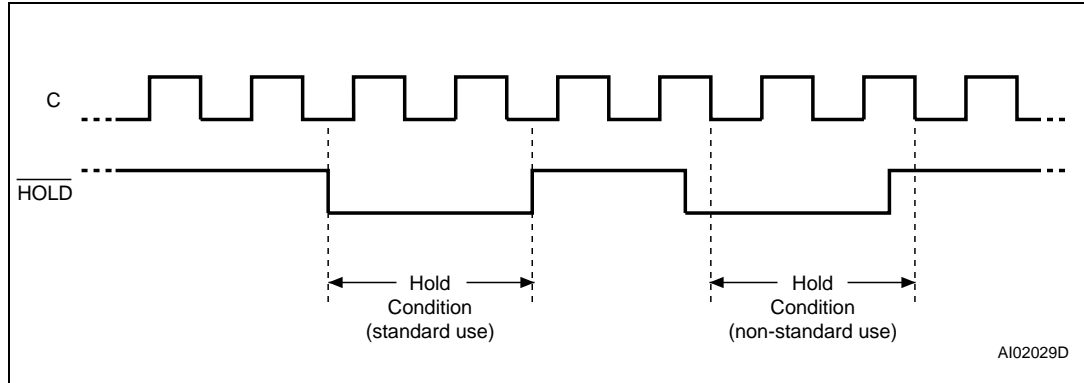 C
HOLD
Hold
Condition
(standard use)
Hold
Condition
(non-standard use)
AI02029D